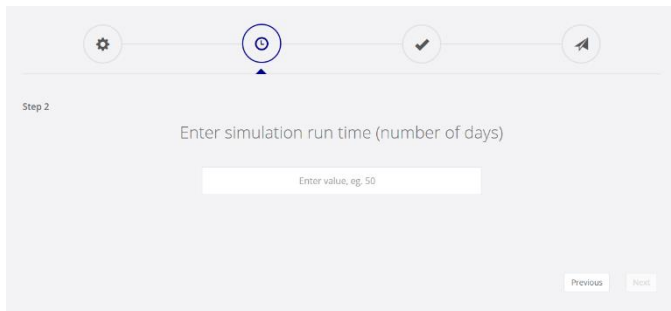 Step 2
Enter simulation run time (number of days)
Enter value, eg. 50
Previous Next